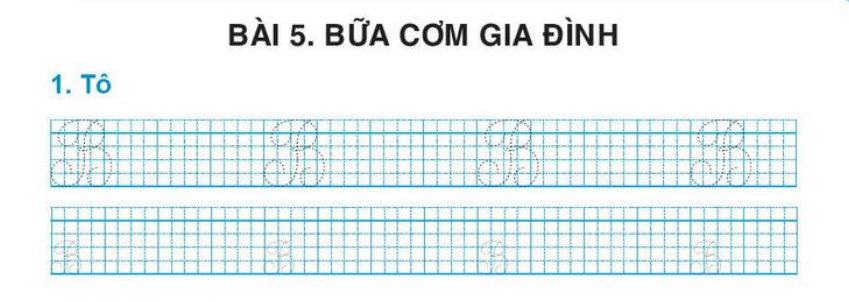 BÀI 5. BỮA CƠM GIA ĐÌNH
1. Tô
B B B B
B B B B